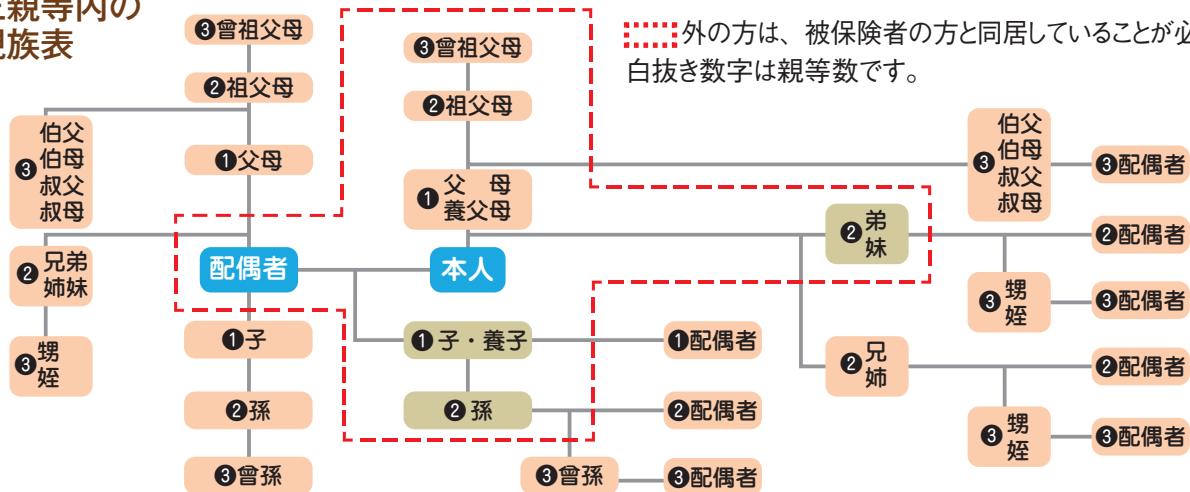 三親等内の
親族表
外の方は、被保険者の方と同居していることが必
白抜き数字は親等数です。
❸曾祖父母
❷祖父母
❸
伯父
伯母
叔父
叔母
❶父母
❷
兄弟
姉妹
❸
甥
姪
配偶者
❶子
❷孫
❸曾孫
❸曾祖父母
❷祖父母
❶
父 母
養父母
本人
❶子・養子
❷孫
❸曾孫
❶配偶者
❷配偶者
❸配偶者
❸
伯父
伯母
叔父
叔母
❸配偶者
❷
弟
妹
❷配偶者
❸
甥
姪
❸配偶者
❷
兄
姉
❷配偶者
❸
甥
姪
❸配偶者